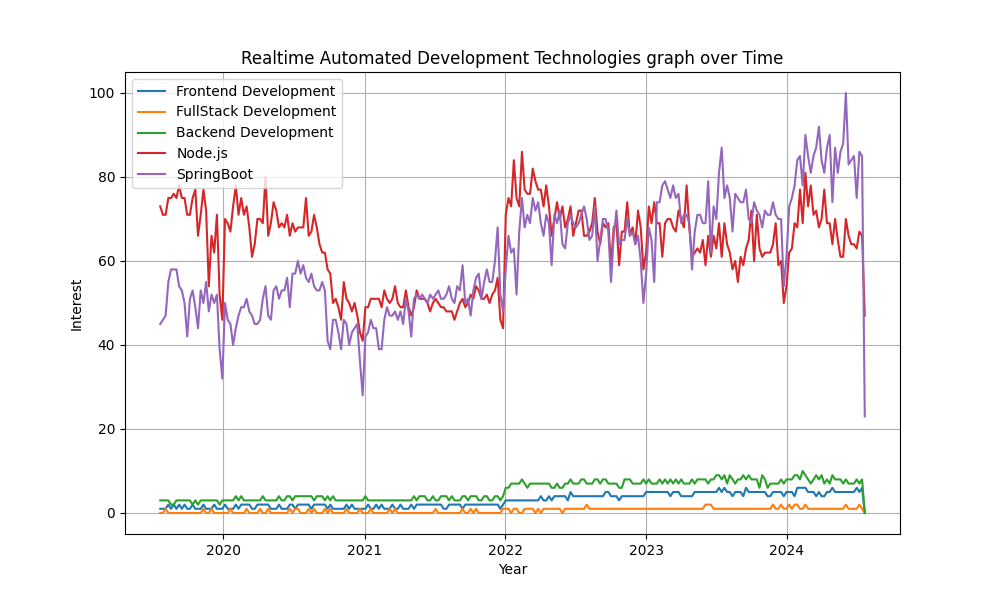 Realtime Automated Development Technologies graph over Time
Frontend Development
FullStack Development
Backend Development
Node.js
SpringBoot
100
80
60
40
20
0
Interest
2020 2021 2022 2023 2024
Year